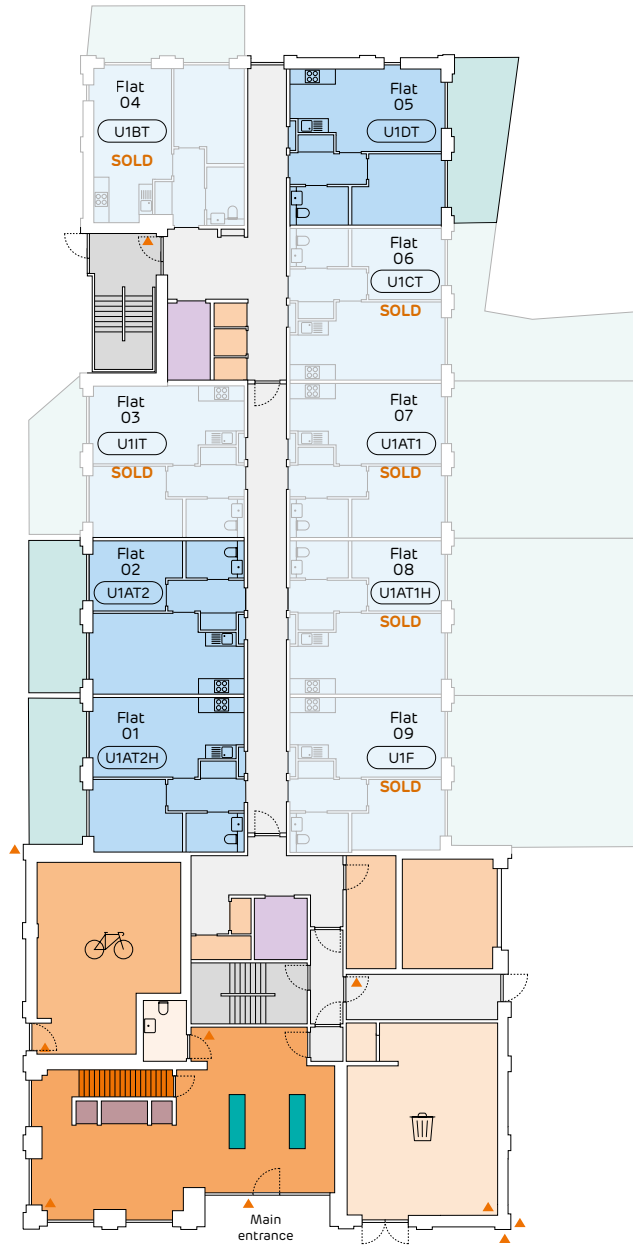 Flat
04
U1BT
SOLD
Flat
05
U1DT
Flat
06
U1CT
SOLD
Flat
03
U1IT
SOLD
Flat
07
U1AT1
SOLD
Flat
02
U1AT2
Flat
08
U1AT1H
SOLD
Flat
01
U1AT2H
Flat
09
U1F
SOLD
Main
entrance